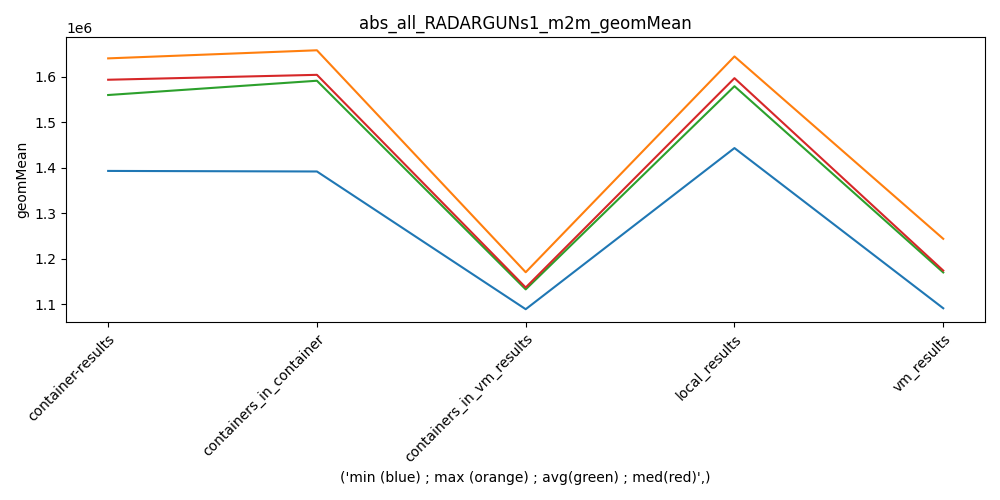 abs_all_RADARGUNs1_m2m_geomMean
1e6
1.6
1.5
1.4
1.3
1.2
1.1
geomMean
container-results
containers_in_container
containers_in_vm_results
local_results
vm_results
('min (blue) ; max (orange) ; avg(green) ; med(red)',)